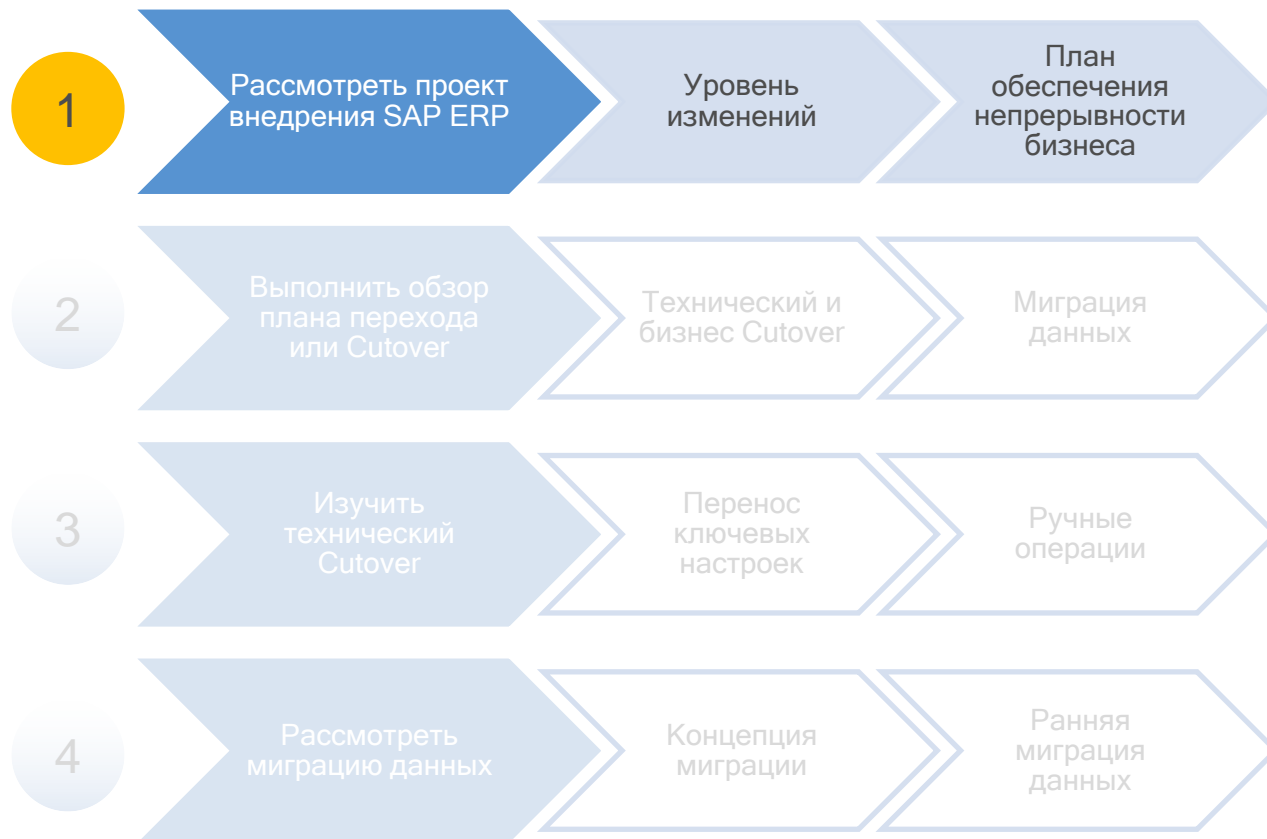 1
Рассмотреть проект
внедрения SAP ERP
Уровень
изменений
План
обеспечения
непрерывности
бизнеса
2
Выполнить обзор
плана перехода
или Cutover
Технический и
бизнес Cutover
Миграция
данных
3
Изучить
технический
Cutover
Перенос
ключевых
настроек
Ручные
операции
4
Рассмотреть
миграцию данных
Концепция
миграции
Ранняя
миграция
данных